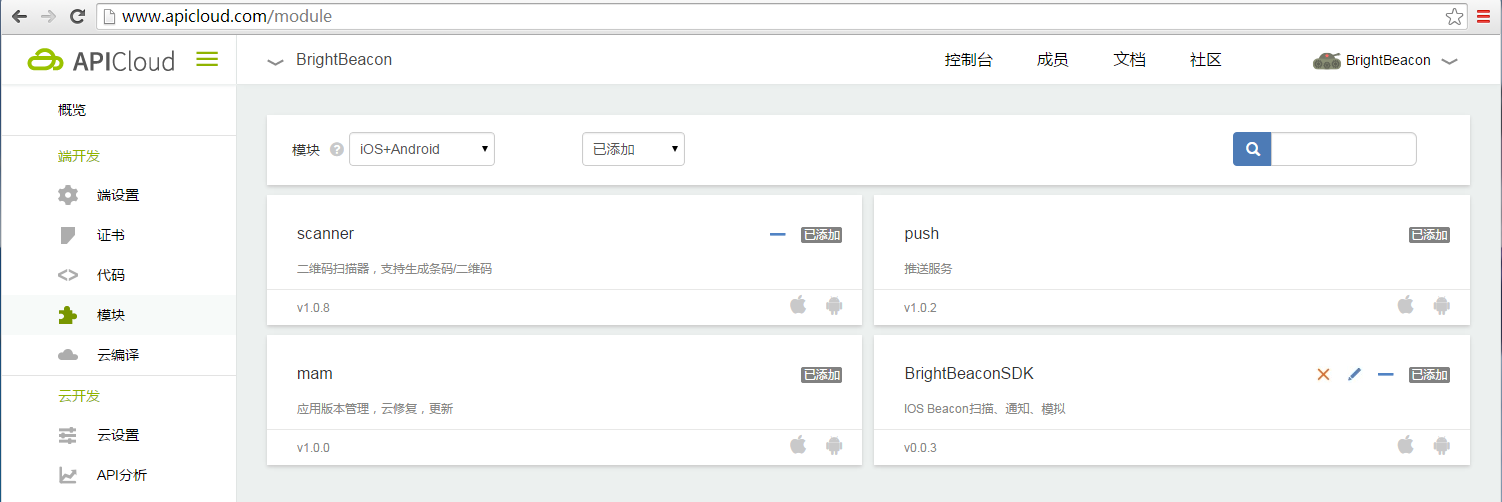 www.apicloud.com/module
APICloud
BrightBeacon
控制台
成员
文档
社区
BrightBeacon
概览
端开发
端设置
证书
代码
模块
云编译
云开发
云设置
API分析
模块 ? iOS+Android
已添加
scanner
已添加
二维码扫描器，支持生成条码/二维码
v1.0.8
push
已添加
推送服务
v1.0.2
mam
已添加
应用版本管理，云修复，更新
v1.0.0
BrightBeaconSDK
已添加
IOS Beacon扫描、通知、模拟
v0.0.3